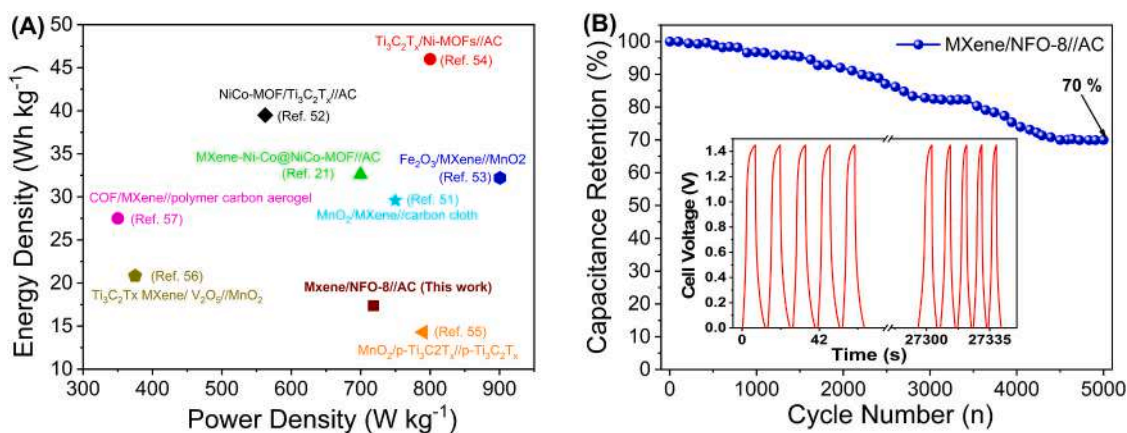 (A)
50
45
40
35
30
25
20
15
10
Energy Density (Wh kg⁻¹)
Ti₃C₂Tₓ/Ni-MOFs//AC
(Ref. 54)
NiCo-MOF/Ti₃C₂Tₓ//AC
(Ref. 52)
MXene-Ni-Co@NiCo-MOF//AC
(Ref. 21)
Fe₂O₃/MXene//MnO2
(Ref. 53)
COF/MXene//polymer carbon aerogel
(Ref. 57)
(Ref. 51)
MnO₂/MXene//carbon cloth
(Ref. 56)
Ti₃C₂Tx MXene/ V₂O₅//MnO₂
Mxene/NFO-8//AC (This work)
(Ref. 55)
MnO₂/p-Ti₃C2Tₓ//p-Ti₃C₂Tₓ
300 400 500 600 700 800 900
Power Density (W kg⁻¹)
(B)
100
90
80
70
60
50
40
30
20
10
0
Capacitance Retention (%)
MXene/NFO-8//AC
70 %
1.4
1.2
1.0
0.8
0.6
0.4
0.2
0.0
Cell Voltage (V)
0 42 27300 27335
Time (s)
0 1000 2000 3000 4000 5000
Cycle Number (n)